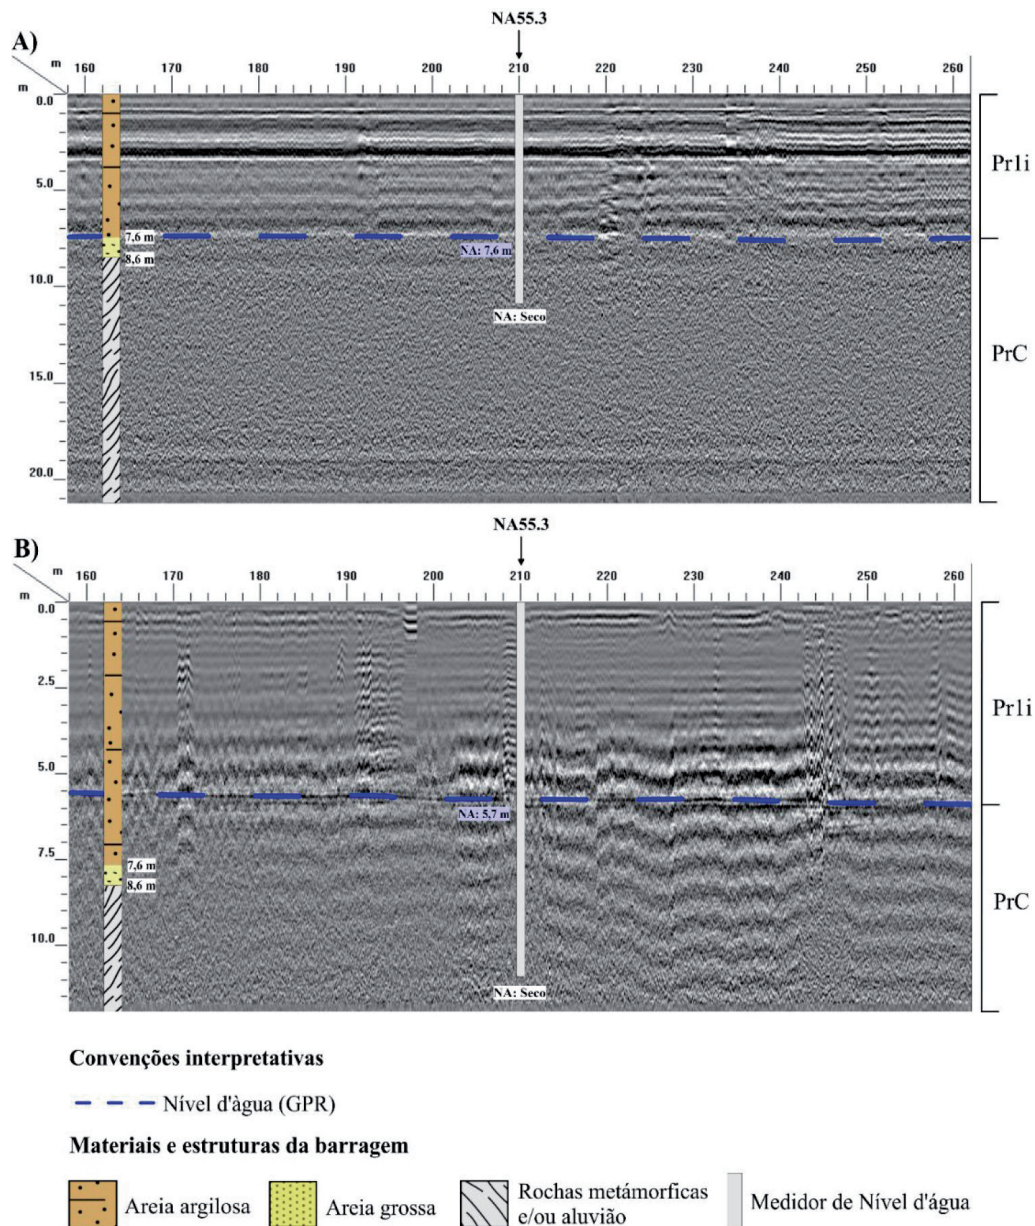 NA55.3
A)
m
160 170 180 190 200 210 220 230 240 250 260
m
0.0
5.0
10.0
15.0
20.0
7,6 m
8,6 m
NA: 7,6 m
NA: Seco
Pr1i
PrC
NA55.3
B)
m
160 170 180 190 200 210 220 230 240 250 260
m
0.0
2.5
5.0
7.5
10.0
7,6 m
8,6 m
NA: 5,7 m
NA: Seco
Pr1i
PrC
Convenções interpretativas
Nível d'àgua (GPR)
Materiais e estruturas da barragem
Areia argilosa
Areia grossa
Rochas metámorficas
e/ou aluvião
Medidor de Nível d'água